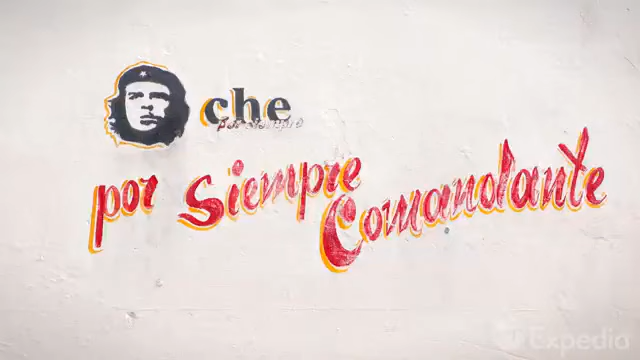 che
por siempre
por Siempre Comandante
Expedia